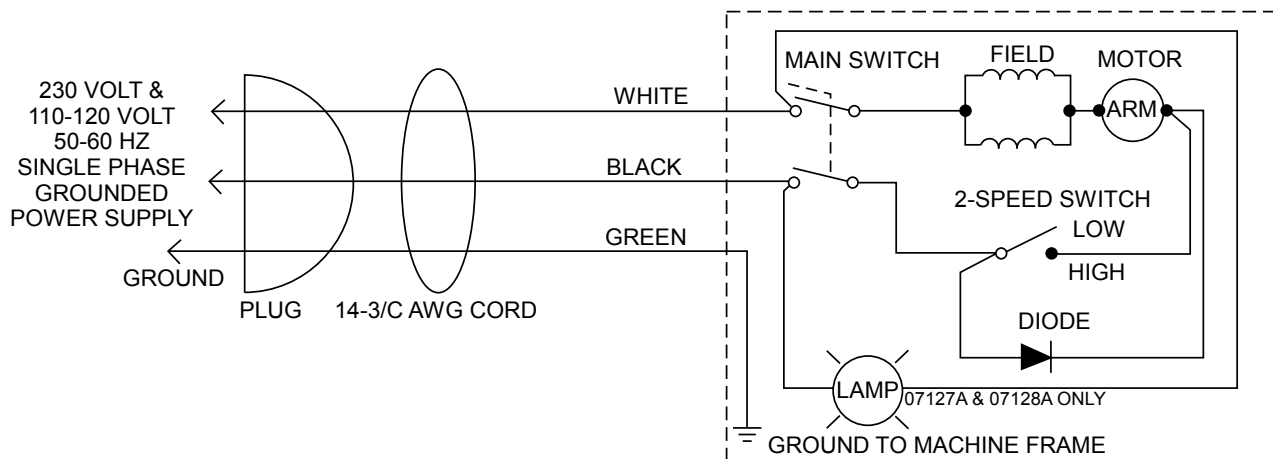 230 VOLT &
110-120 VOLT
50-60 HZ
SINGLE PHASE
GROUNDED
POWER SUPPLY
GROUND
PLUG
14-3/C AWG CORD
WHITE
BLACK
GREEN
MAIN SWITCH
FIELD
MOTOR
ARM
2-SPEED SWITCH
LOW
HIGH
DIODE
LAMP
07127A & 07128A ONLY
GROUND TO MACHINE FRAME